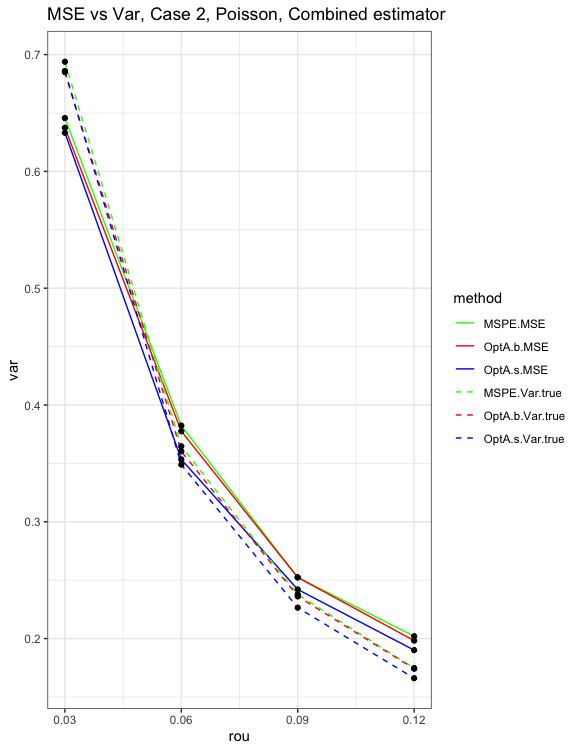 MSE vs Var, Case 2, Poisson, Combined estimator
0.7
0.6
0.5
0.4
0.3
0.2
var
0.03
0.06
0.09
0.12
rou
method
MSPE.MSE
OptA.b.MSE
OptA.s.MSE
MSPE.Var.true
OptA.b.Var.true
OptA.s.Var.true